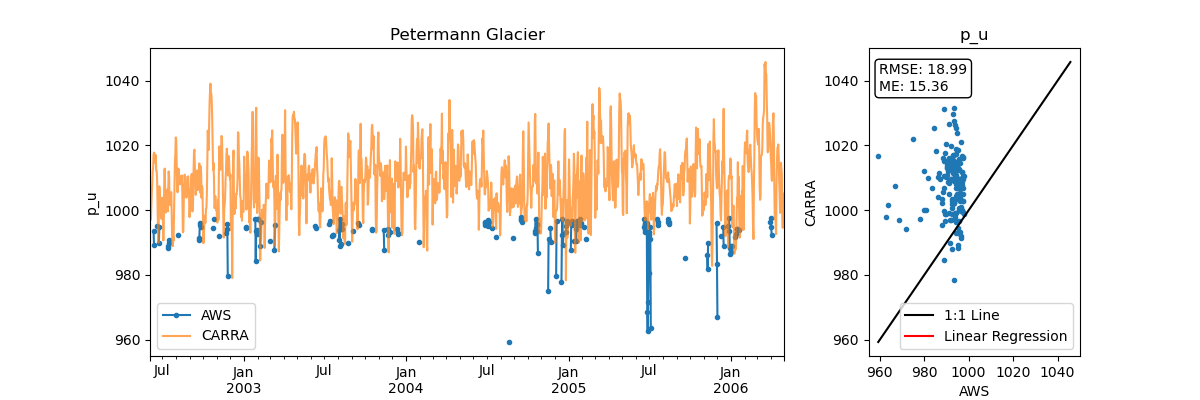 Petermann Glacier
p_u
1040
1020
1000
980
960
p_u
AWS
CARRA
Jul
Jan
2003
Jul
Jan
2004
Jul
Jan
2005
Jul
Jan
2006
RMSE: 18.99
ME: 15.36
1040
1020
1000
980
960
CARRA
1:1 Line
Linear Regression
960
980
1000
1020
1040
AWS